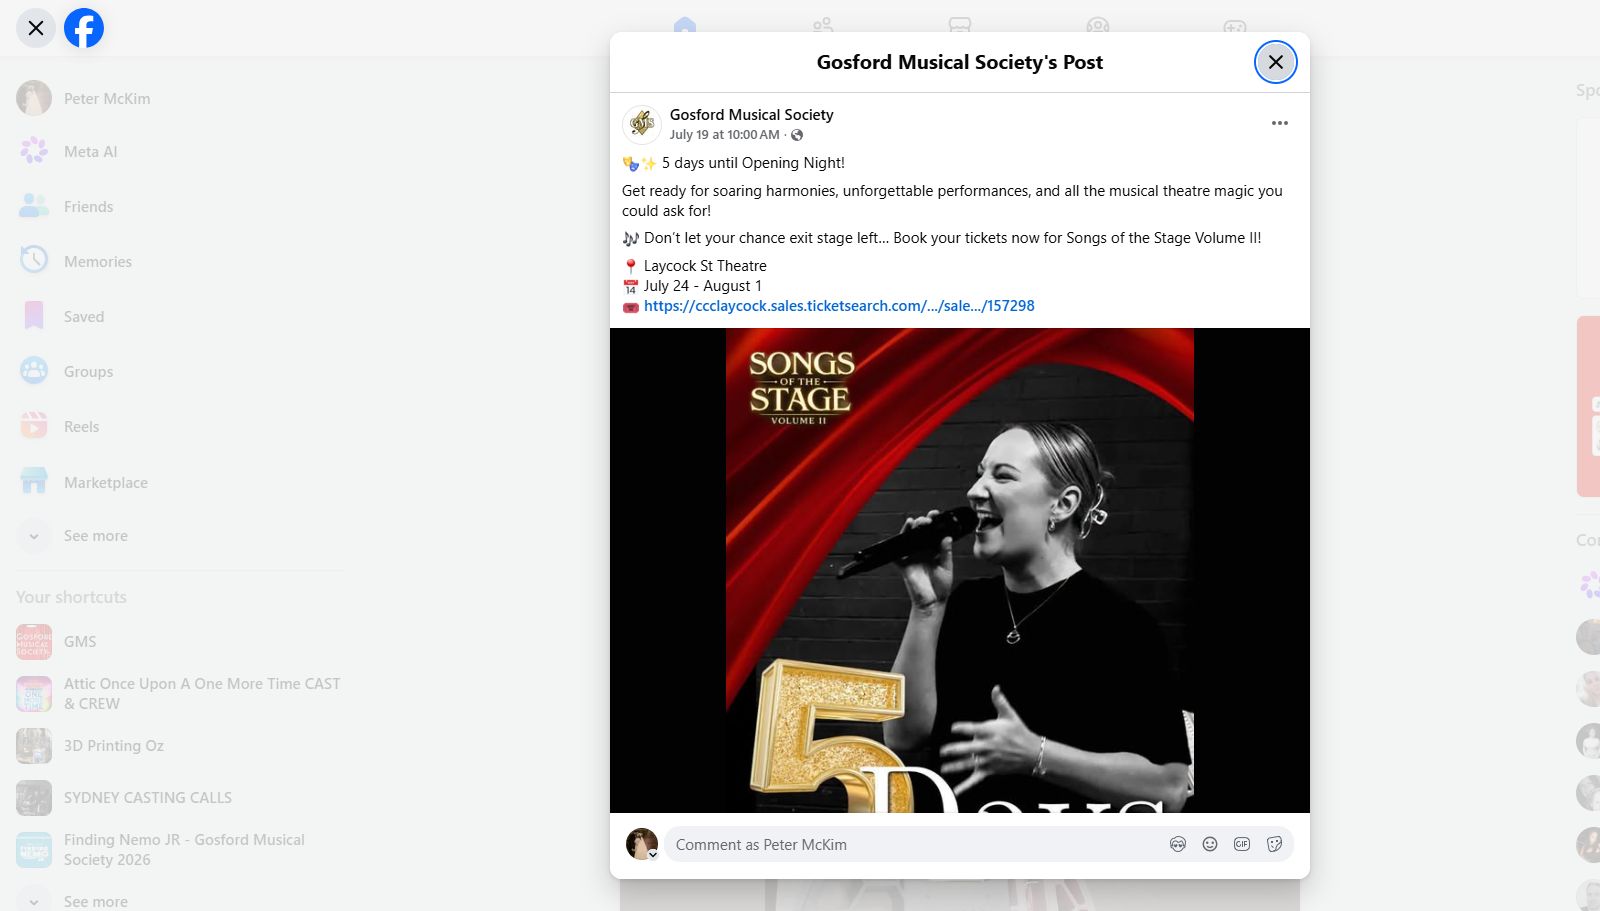 Gosford Musical Society's Post
Gosford Musical Society
July 19 at 10:00 AM ·
5 days until Opening Night!
Get ready for soaring harmonies, unforgettable performances, and all the musical theatre magic you
could ask for!
Don't let your chance exit stage left... Book your tickets now for Songs of the Stage Volume II!
Laycock St Theatre
July 24 - August 1
https://ccclaycock.sales.ticketsearch.com/.../sale.../157298
SONGS
OF THE
STAGE
VOLUME II
5
Days
Comment as Peter McKim
GIF
Peter McKim
Meta AI
Friends
Memories
Saved
Groups
Reels
Marketplace
See more
Your shortcuts
GMS
Attic Once Upon A One More Time CAST
& CREW
3D Printing Oz
SYDNEY CASTING CALLS
Finding Nemo JR - Gosford Musical
Society 2026
See more
Spo
Cor